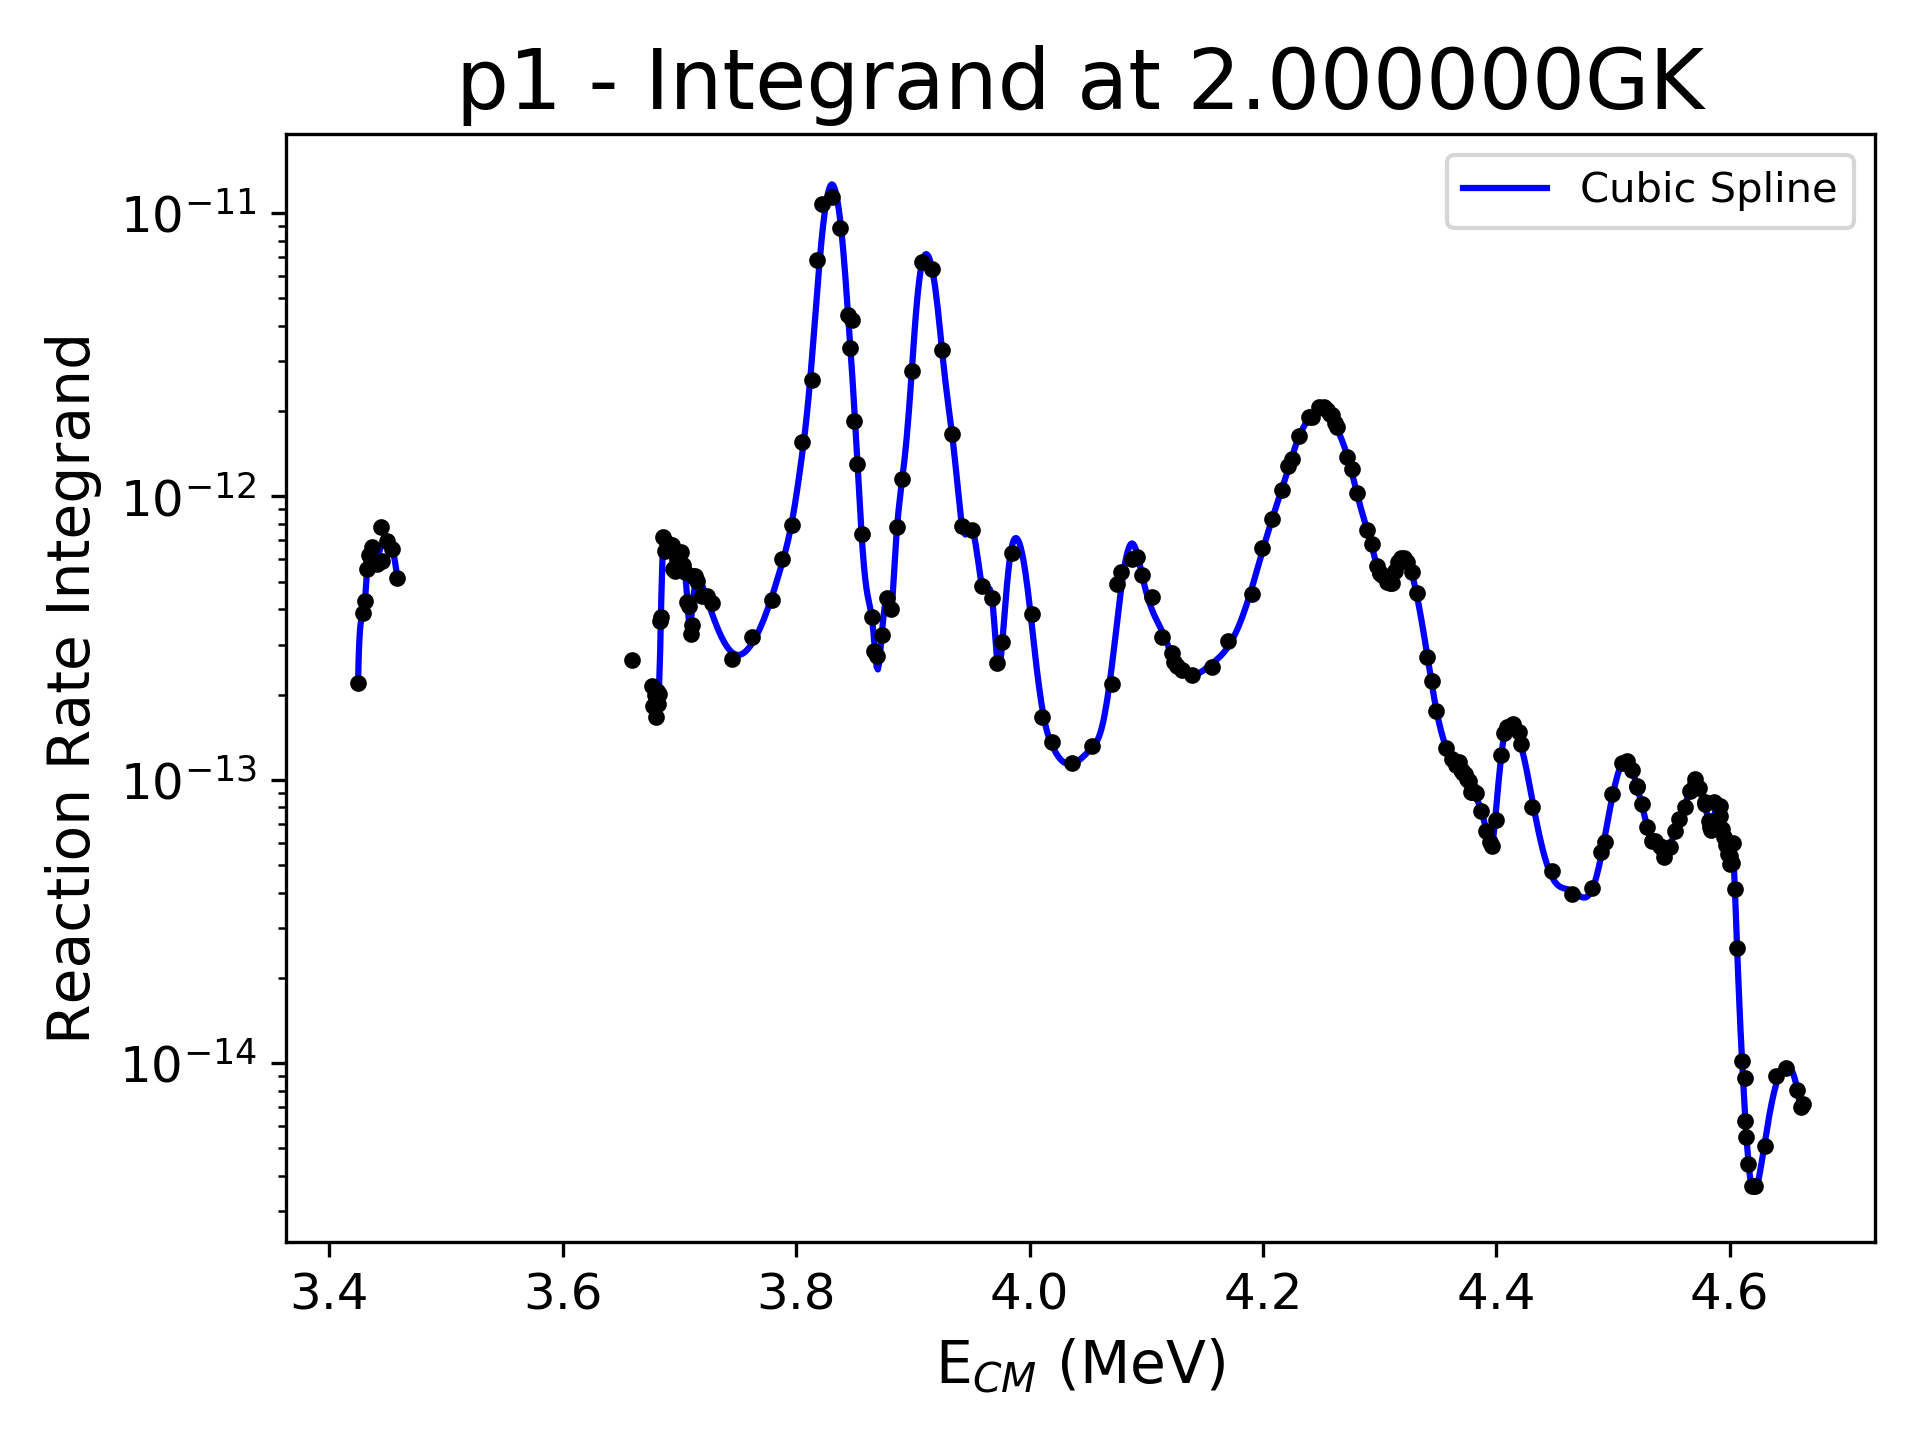 p1 - Integrand at 2.000000GK
Cubic Spline
Reaction Rate Integrand
10⁻¹¹
10⁻¹²
10⁻¹³
10⁻¹⁴
3.4 3.6 3.8 4.0 4.2 4.4 4.6
E_CM (MeV)